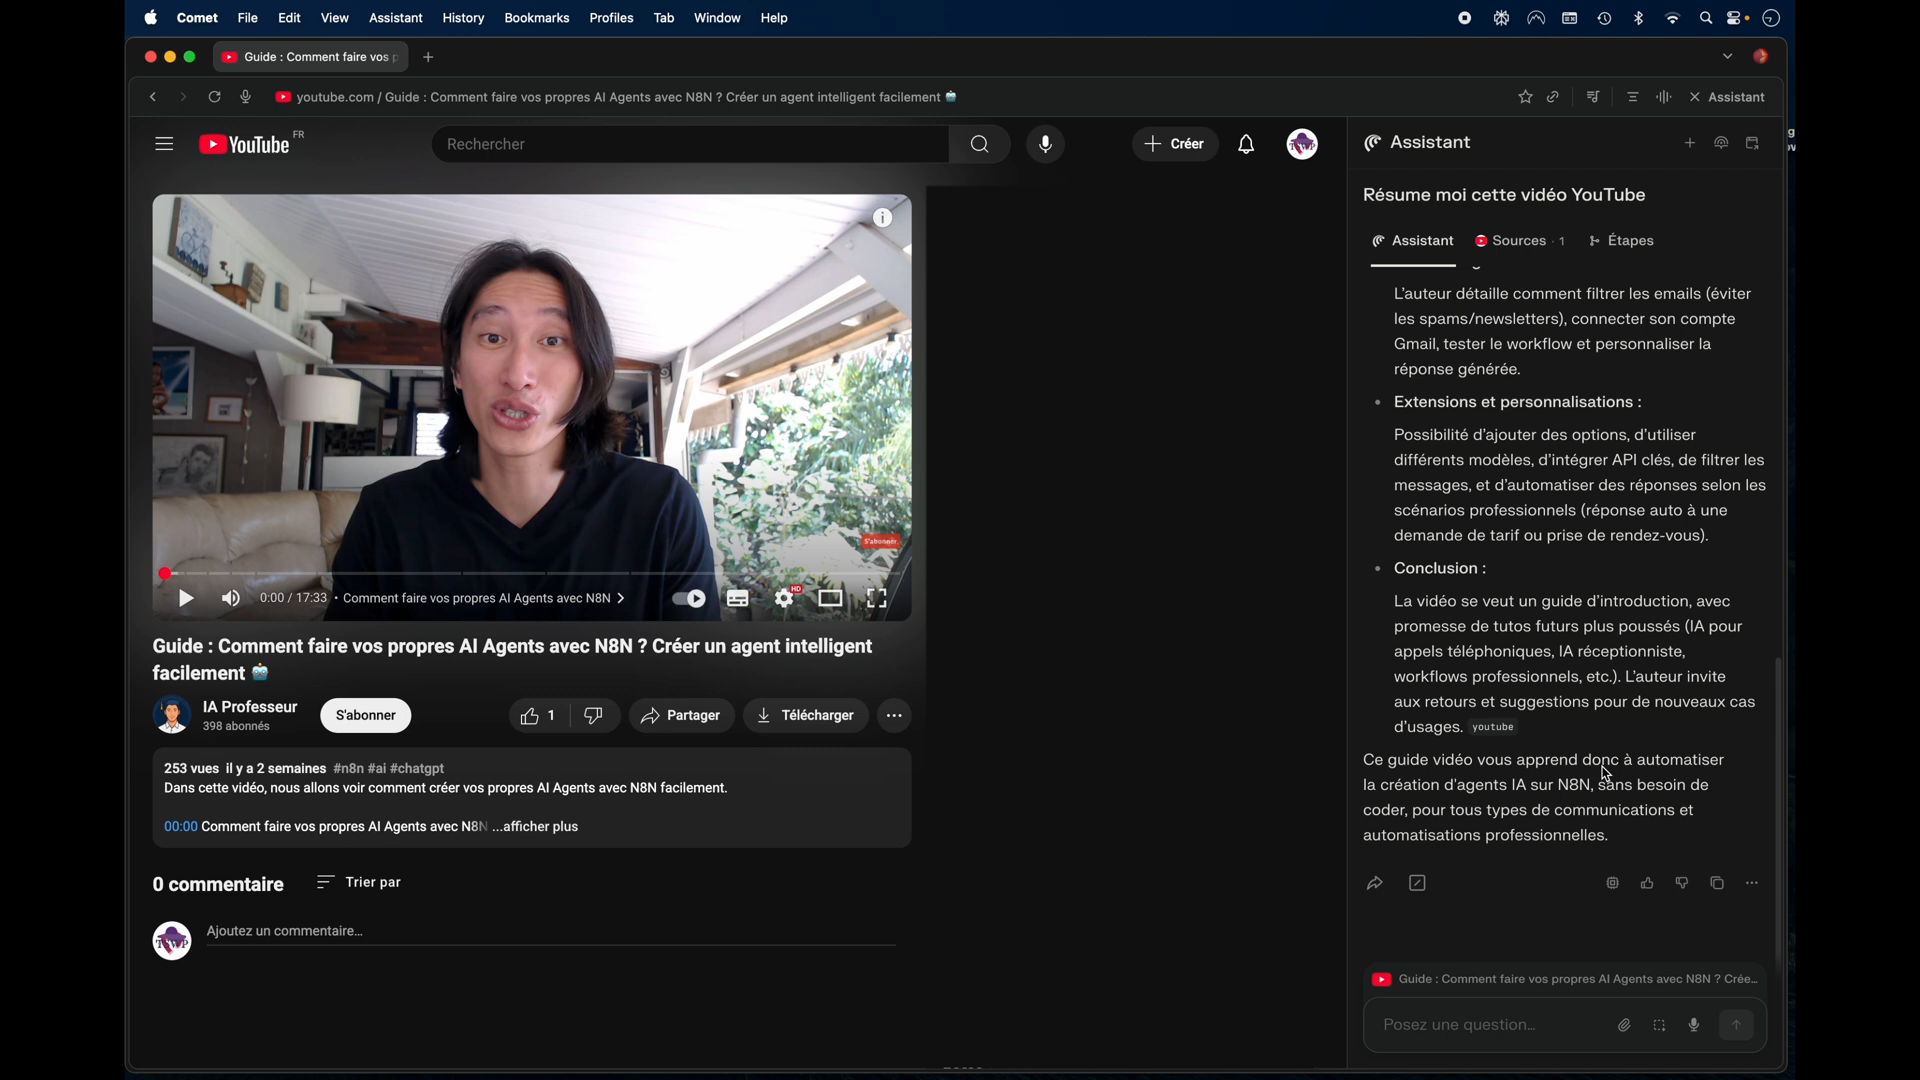 Comet File Edit View Assistant History Bookmarks Profiles Tab Window Help
Guide : Comment faire vos p
youtube.com / Guide : Comment faire vos propres AI Agents avec N8N ? Créer un agent intelligent facilement 🤖
Assistant
YouTube FR
Rechercher
Créer
S'abonner
0:00 / 17:33 • Comment faire vos propres AI Agents avec N8N
HD
Guide : Comment faire vos propres AI Agents avec N8N ? Créer un agent intelligent
facilement 🤖
IA Professeur
398 abonnés
S'abonner
1
Partager
Télécharger
253 vues il y a 2 semaines #n8n #ai #chatgpt
Dans cette vidéo, nous allons voir comment créer vos propres AI Agents avec N8N facilement.
00:00 Comment faire vos propres AI Agents avec N8N ...afficher plus
0 commentaire
Trier par
Ajoutez un commentaire...
Assistant
Résume moi cette vidéo YouTube
Assistant
Sources · 1
Étapes
L'auteur détaille comment filtrer les emails (éviter
les spams/newsletters), connecter son compte
Gmail, tester le workflow et personnaliser la
réponse générée.
• Extensions et personnalisations :
Possibilité d'ajouter des options, d'utiliser
différents modèles, d'intégrer API clés, de filtrer les
messages, et d'automatiser des réponses selon les
scénarios professionnels (réponse auto à une
demande de tarif ou prise de rendez-vous).
• Conclusion :
La vidéo se veut un guide d'introduction, avec
promesse de tutos futurs plus poussés (IA pour
appels téléphoniques, IA réceptionniste,
workflows professionnels, etc.). L'auteur invite
aux retours et suggestions pour de nouveaux cas
d'usages. youtube
Ce guide vidéo vous apprend donc à automatiser
la création d'agents IA sur N8N, sans besoin de
coder, pour tous types de communications et
automatisations professionnelles.
Guide : Comment faire vos propres AI Agents avec N8N ? Crée...
Posez une question...